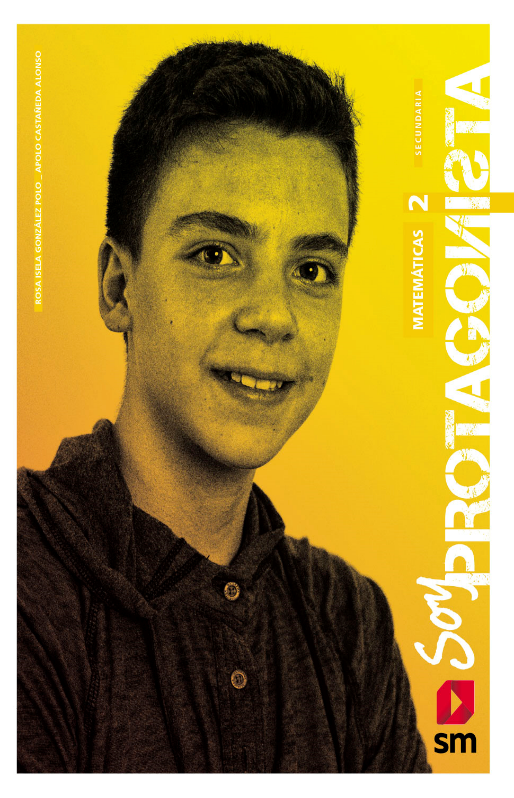 ROSA ISELA GONZÁLEZ POLO _ APOLO CASTAÑEDA ALONSO
SECUNDARIA
MATEMÁTICAS 2
Soy
PROTAGONISTA
sm